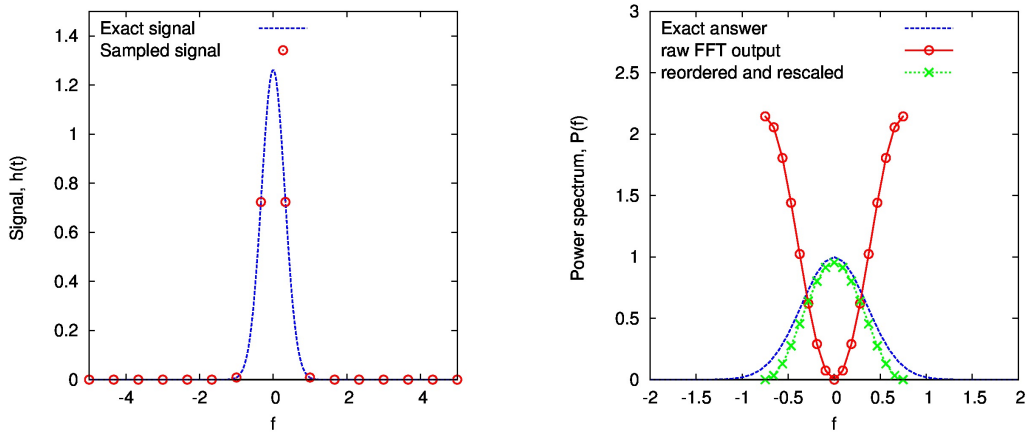 Signal, h(t)
1.4
1.2
1
0.8
0.6
0.4
0.2
0
Exact signal
Sampled signal
-4 -2 0 2 4
f
Power spectrum, P(f)
3
2.5
2
1.5
1
0.5
0
Exact answer
raw FFT output
reordered and rescaled
-2 -1.5 -1 -0.5 0 0.5 1 1.5 2
f